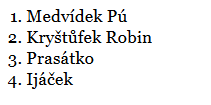 1. Medvídek Pú
2. Kryštůfek Robin
3. Prasátko
4. Ijáček